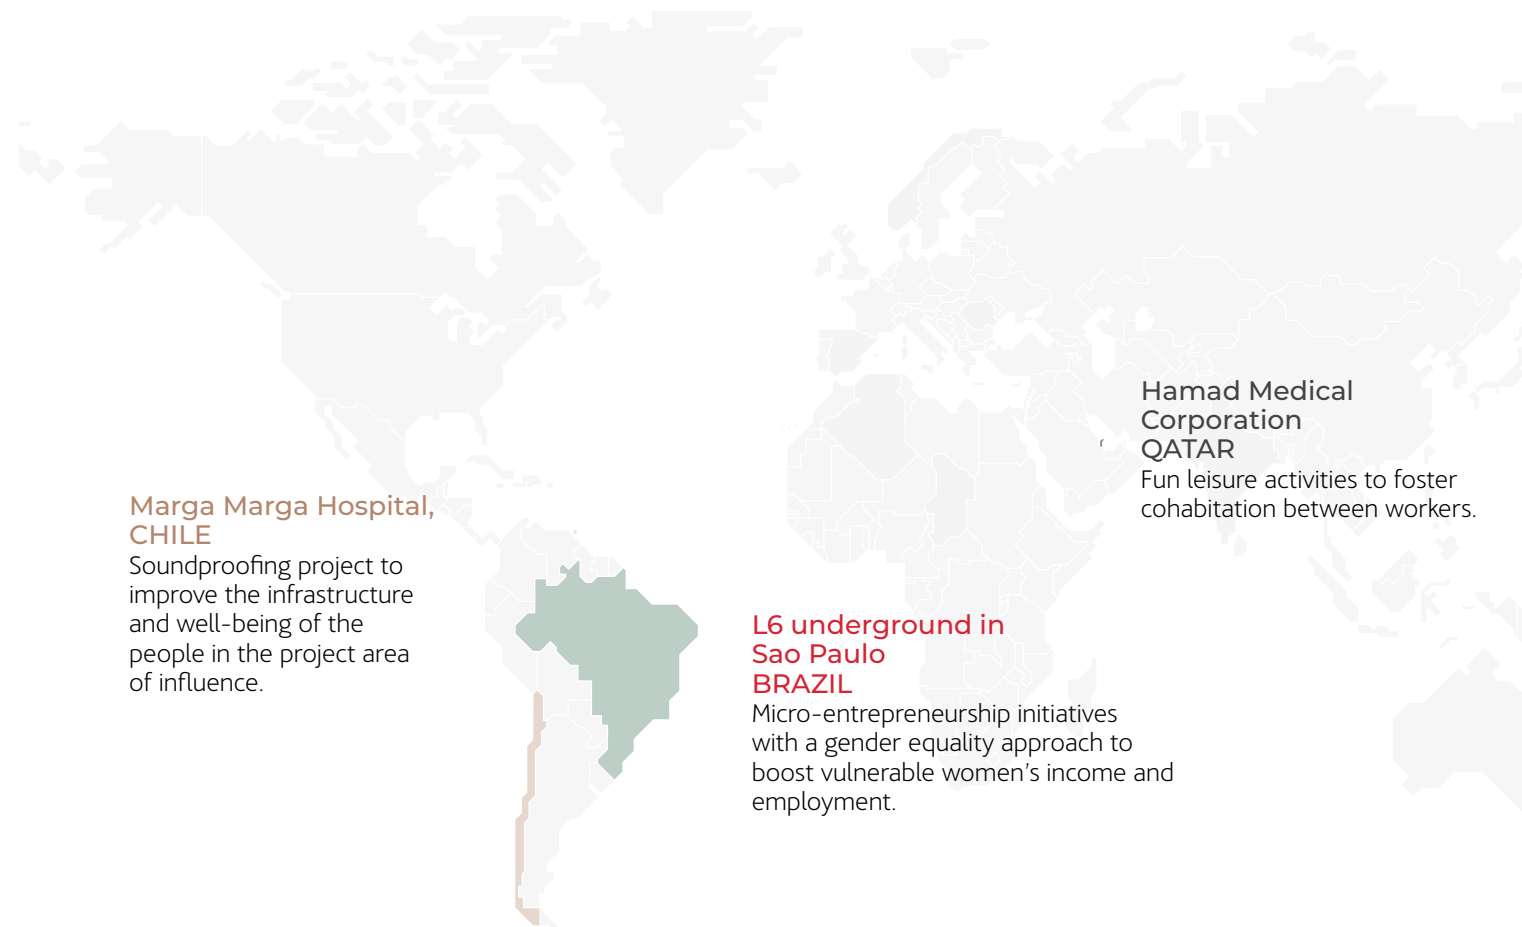 Marga Marga Hospital,
CHILE
Soundproofing project to
improve the infrastructure
and well-being of the
people in the project area
of influence.
L6 underground in
Sao Paulo
BRAZIL
Micro-entrepreneurship initiatives
with a gender equality approach to
boost vulnerable women’s income and
employment.
Hamad Medical
Corporation
QATAR
Fun leisure activities to foster
cohabitation between workers.